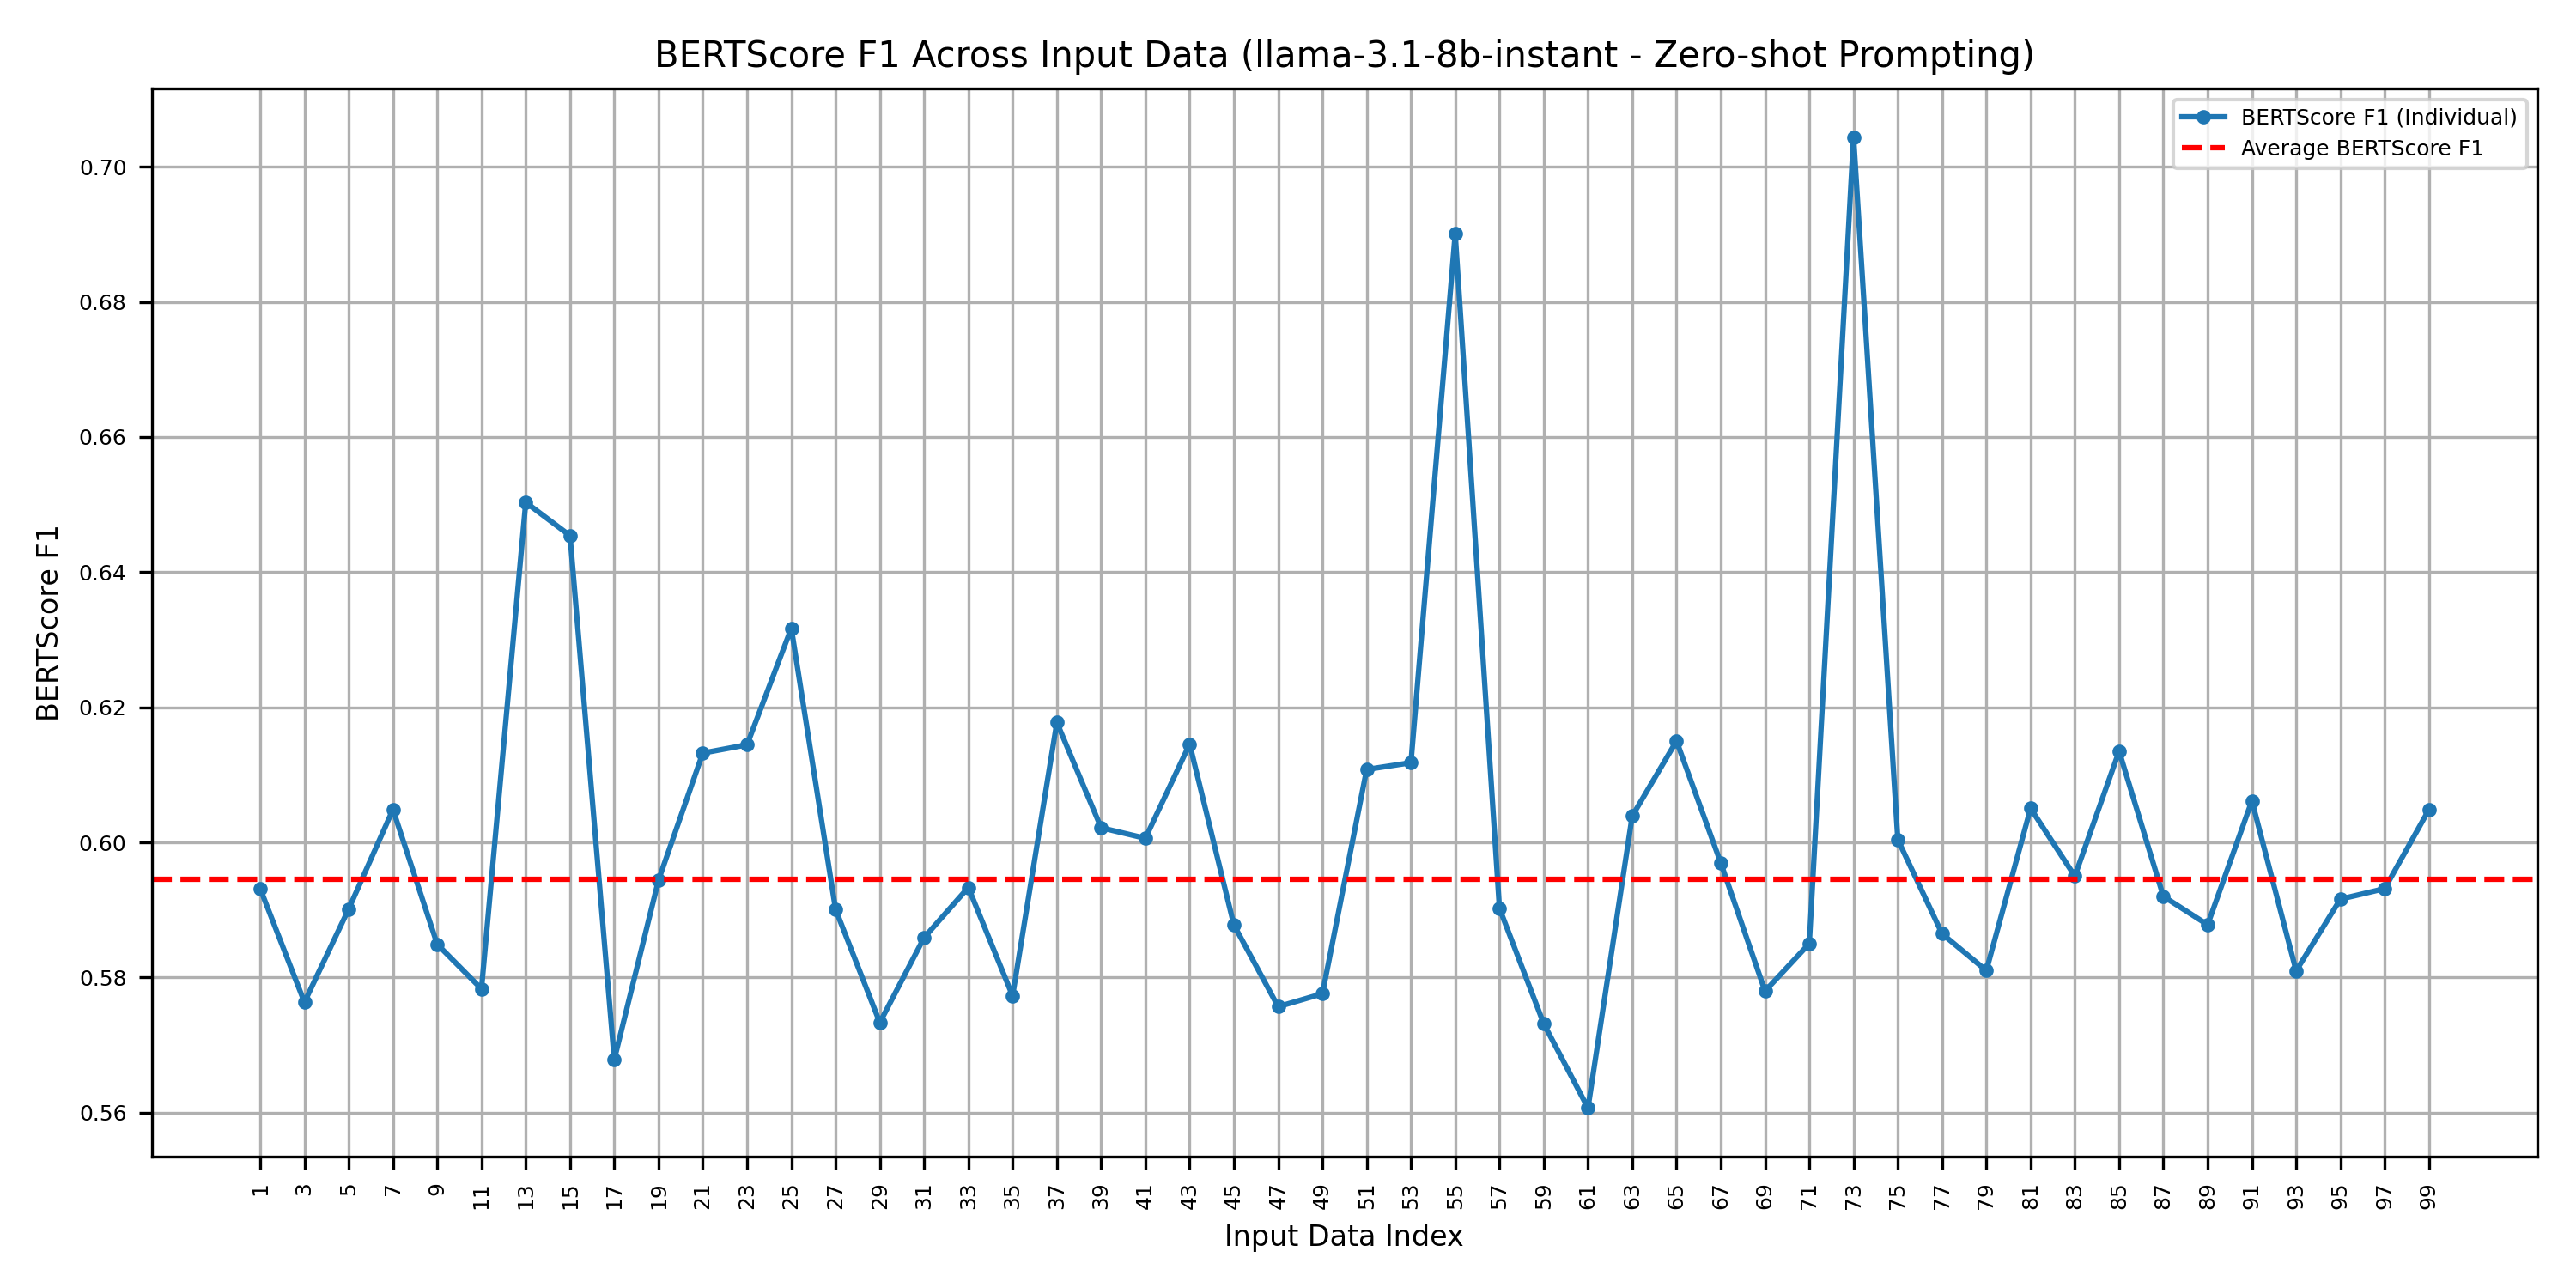 BERTScore F1 Across Input Data (llama-3.1-8b-instant - Zero-shot Prompting)
BERTScore F1 (Individual)
Average BERTScore F1
BERTScore F1
0.70
0.68
0.66
0.64
0.62
0.60
0.58
0.56
1 3 5 7 9 11 13 15 17 19 21 23 25 27 29 31 33 35 37 39 41 43 45 47 49 51 53 55 57 59 61 63 65 67 69 71 73 75 77 79 81 83 85 87 89 91 93 95 97 99
Input Data Index